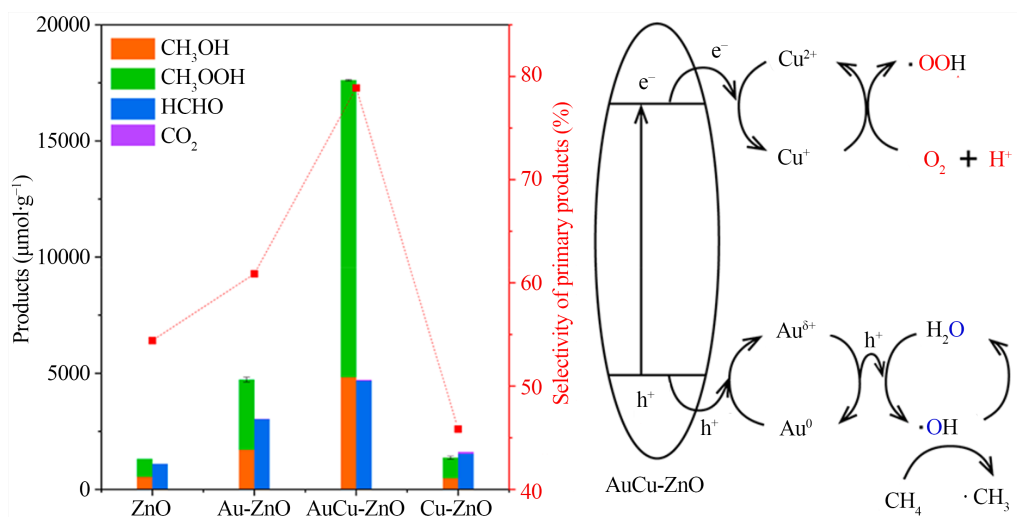 20000
15000
10000
5000
0
Products (μmol·g⁻¹)
CH₃OH
CH₃OOH
HCHO
CO₂
ZnO
Au-ZnO
AuCu-ZnO
Cu-ZnO
80
70
60
50
40
Selectivity of primary products (%)
e⁻
e⁻
Cu²⁺
·OOH
Cu⁺
O₂ + H⁺
h⁺
h⁺
Au^δ+
h⁺
H₂O
Au⁰
·OH
CH₄
·CH₃
AuCu-ZnO